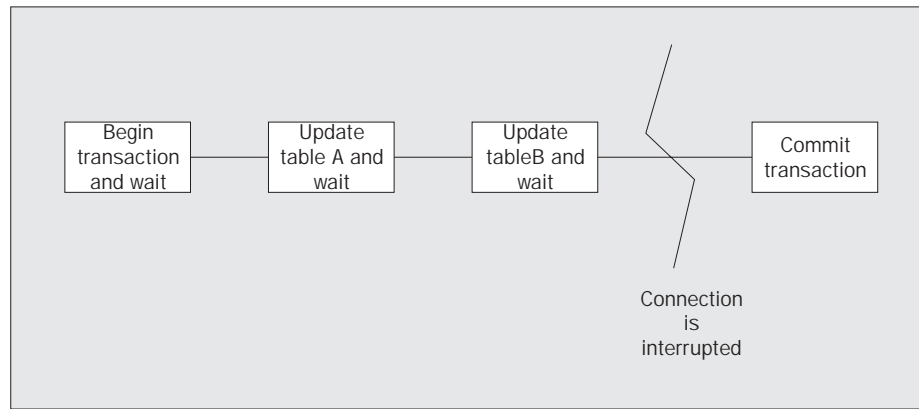 Begin
transaction
and wait
Update
table A and
wait
Update
tableB and
wait
Commit
transaction
Connection
is
interrupted